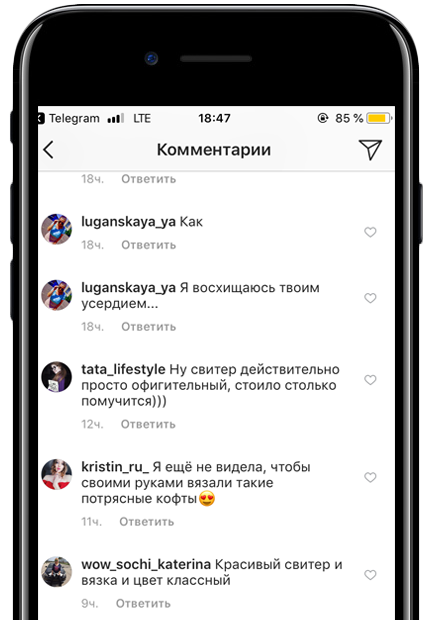 Telegram LTE 18:47 85 %
Комментарии
18ч. Ответить
luganskaya_ya Как
18ч. Ответить
luganskaya_ya Я восхищаюсь твоим
усердием...
18ч. Ответить
tata_lifestyle Ну свитер действительно
просто офигительный, стоило столько
помучится)))
12ч. Ответить
kristin_ru_ Я ещё не видела, чтобы
своими руками вязали такие
потрясные кофты😍
11ч. Ответить
wow_sochi_katerina Красивый свитер и
вязка и цвет классный
9ч. Ответить